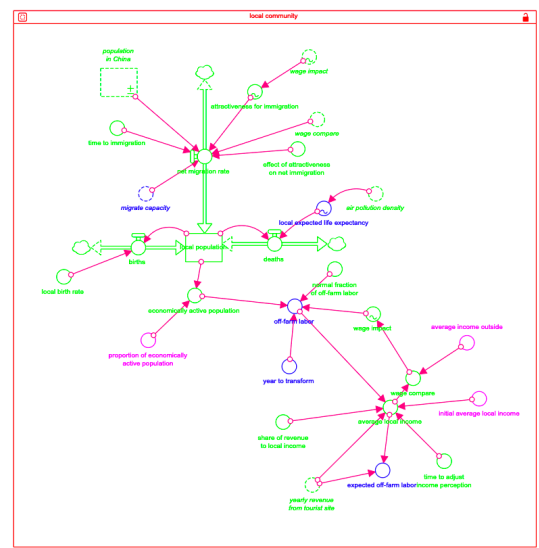 local community
population
in China
wage impact
attractiveness for immigration
wage compare
time to immigration
effect of attractiveness
on net immigration
net migration rate
migrate capacity
air pollution density
local expected life expectancy
local population
births
deaths
local birth rate
normal fraction
of off-farm labor
economically active population
off-farm labor
wage impact
average income outside
proportion of economically
active population
year to transform
wage compare
initial average local income
average local income
share of revenue
to local income
time to adjust
income perception
expected off-farm labor
yearly revenue
from tourist site